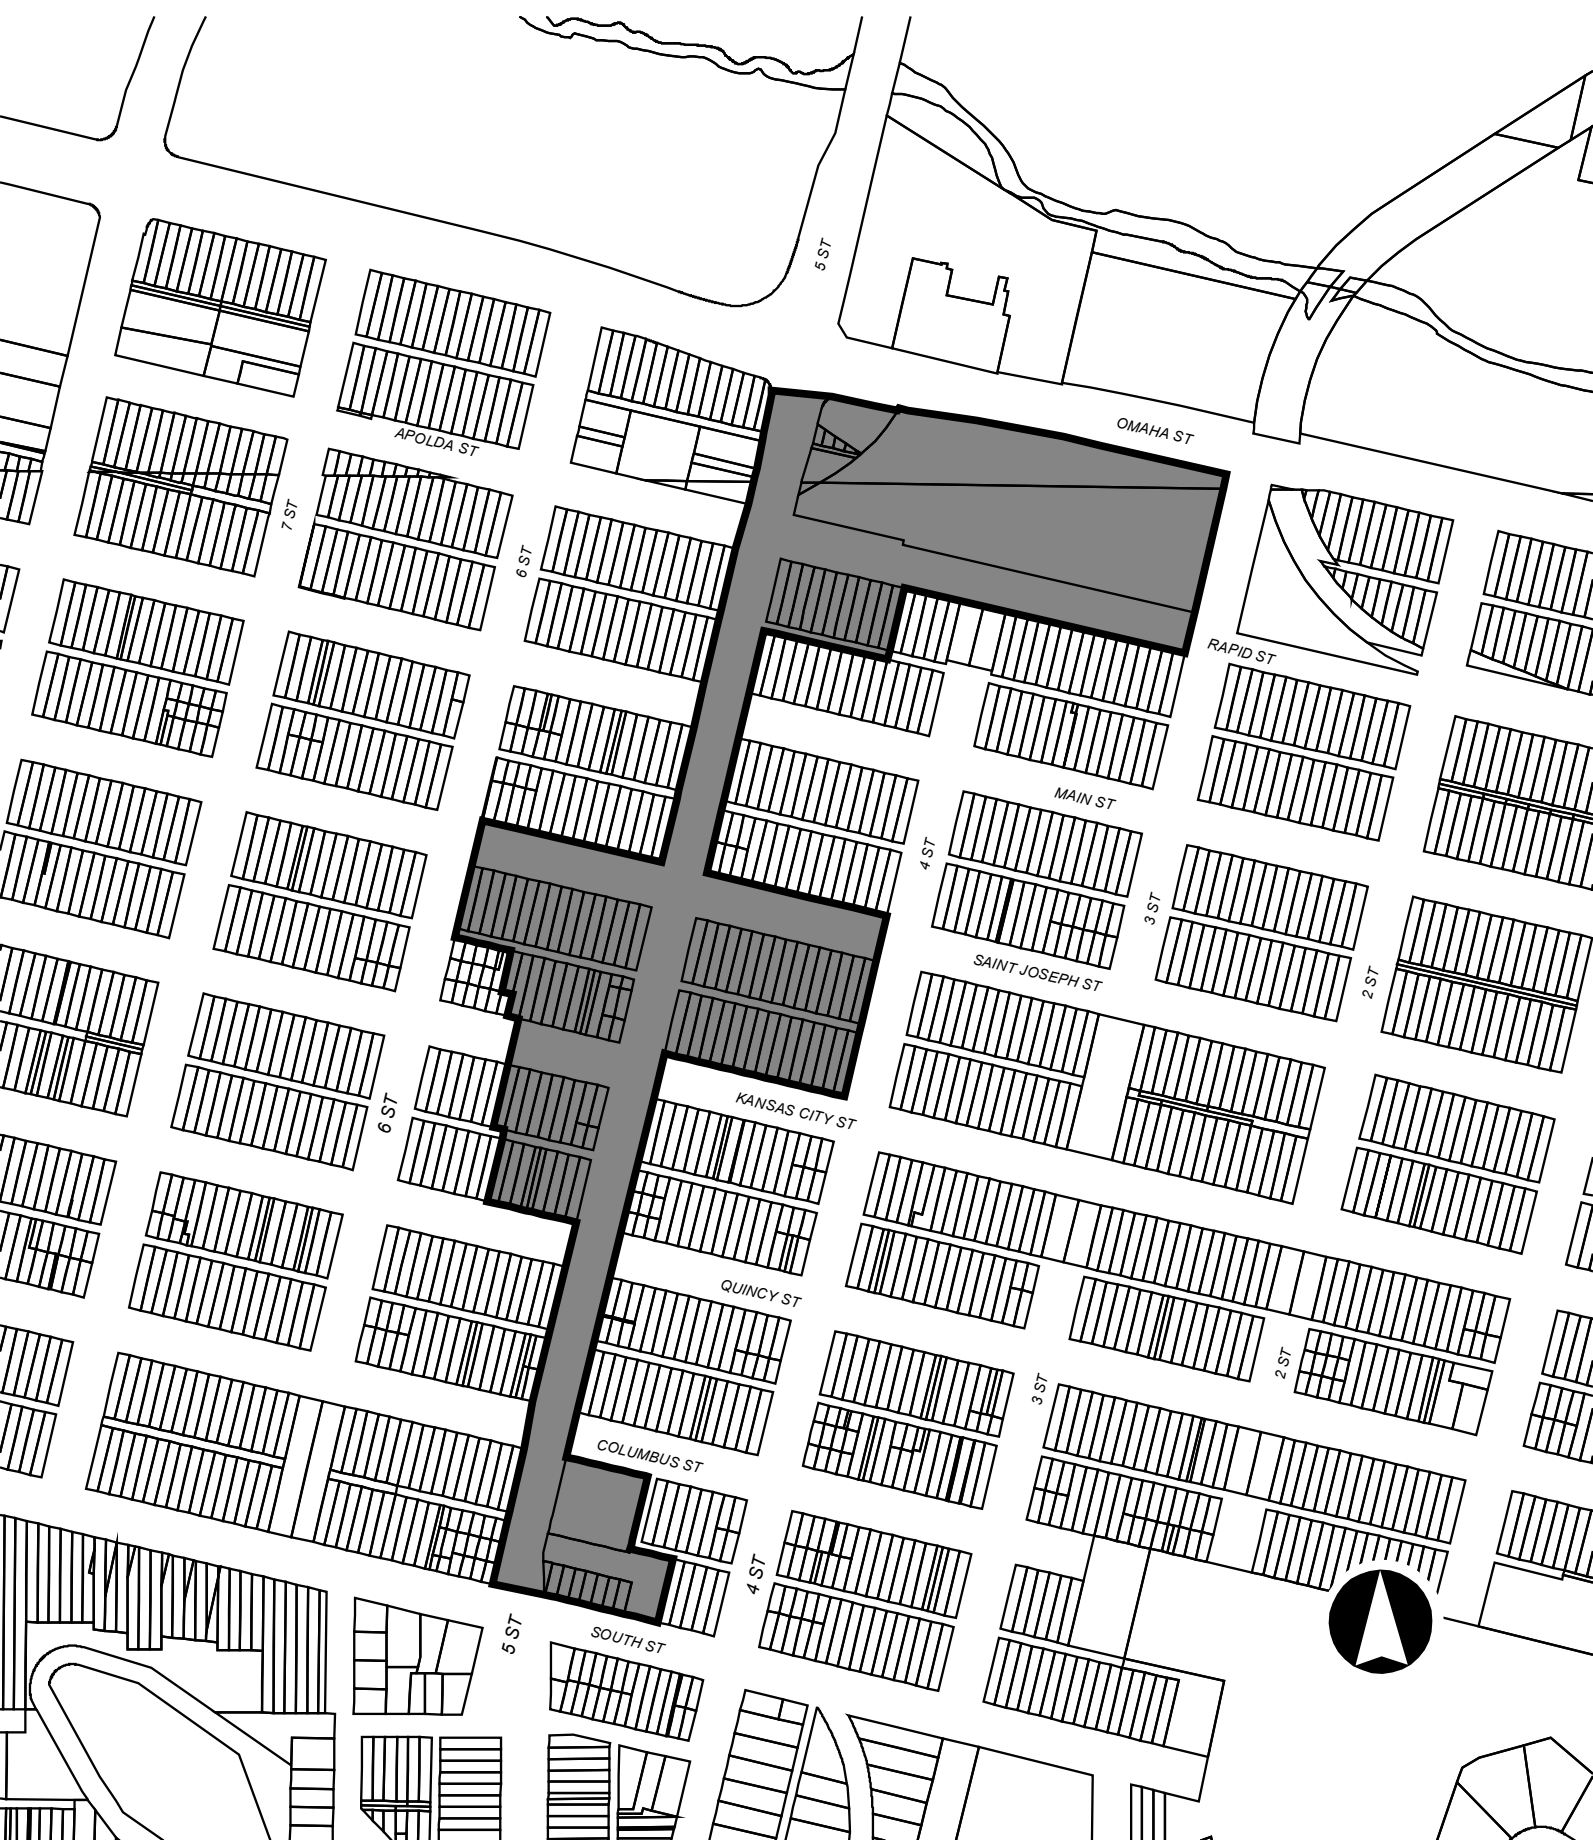 5 ST
OMAHA ST
APOLDA ST
7 ST
6 ST
RAPID ST
MAIN ST
4 ST
3 ST
SAINT JOSEPH ST
2 ST
KANSAS CITY ST
6 ST
QUINCY ST
2 ST
3 ST
COLUMBUS ST
4 ST
5 ST
SOUTH ST